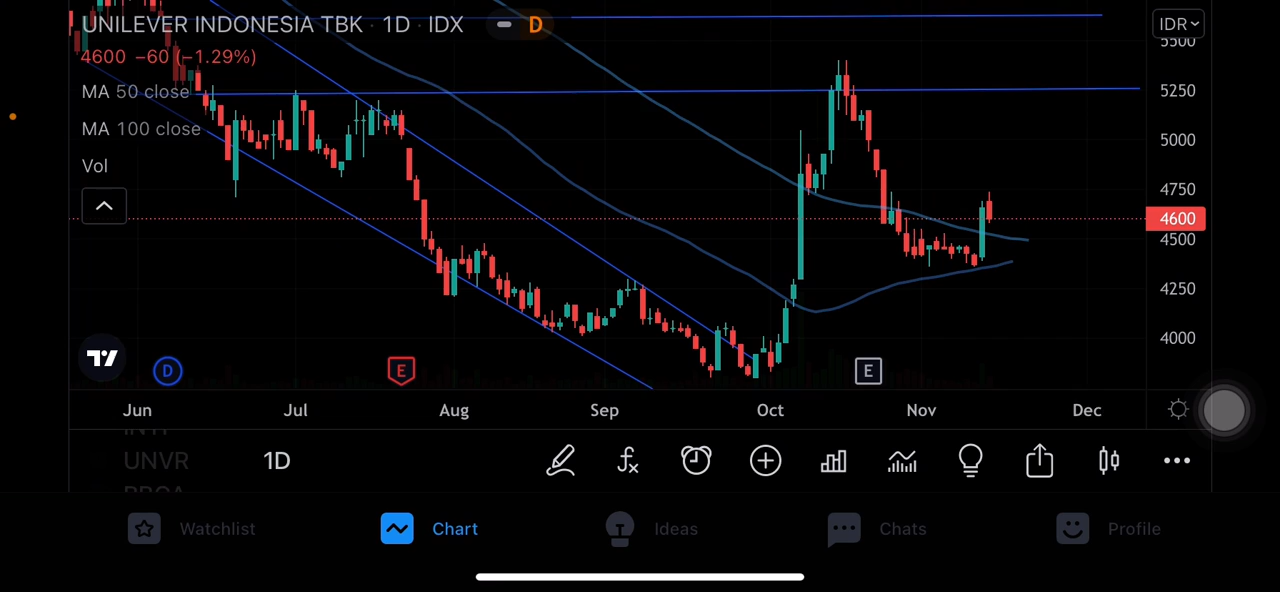 UNILEVER INDONESIA TBK · 1D · IDX
D
IDR
5500
4600 −60 (−1.29%)
MA 50 close
5250
MA 100 close
5000
Vol
4750
4600
4500
4250
4000
D
E
E
Jun Jul Aug Sep Oct Nov Dec
UNVR 1D
Watchlist Chart Ideas Chats Profile